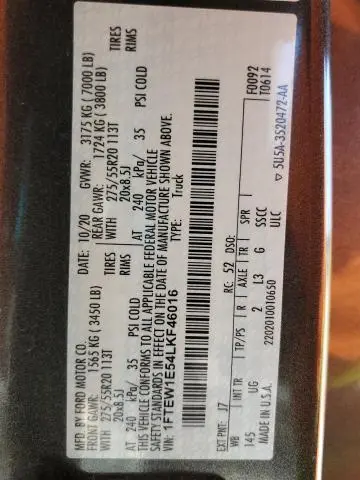 MFD. BY FORD MOTOR CO.
DATE: 10/20 GVWR: 3175 KG ( 7000 LB)
FRONT GAWR: 1565 KG ( 3450 LB) REAR GAWR: 1724 KG ( 3800 LB)
WITH 275/55R20 113T TIRES WITH 275/55R20 113T TIRES
20x8.5J RIMS 20x8.5J RIMS
AT 240 kPa/ 35 PSI COLD AT 240 kPa/ 35 PSI COLD
THIS VEHICLE CONFORMS TO ALL APPLICABLE FEDERAL MOTOR VEHICLE
SAFETY STANDARDS IN EFFECT ON THE DATE OF MANUFACTURE SHOWN ABOVE.
VIN: 1FTEW1E54LKF46016 TYPE: Truck
F0092
T0614
EXT PNT: J7 RC: 52 DSO:
WB INT TR TP/PS R AXLE TR SPR
145 UG 2 L3 G SSCC
ULC
2202010010650
MADE IN U.S.A. ▽ 5U5A-3520472-AA